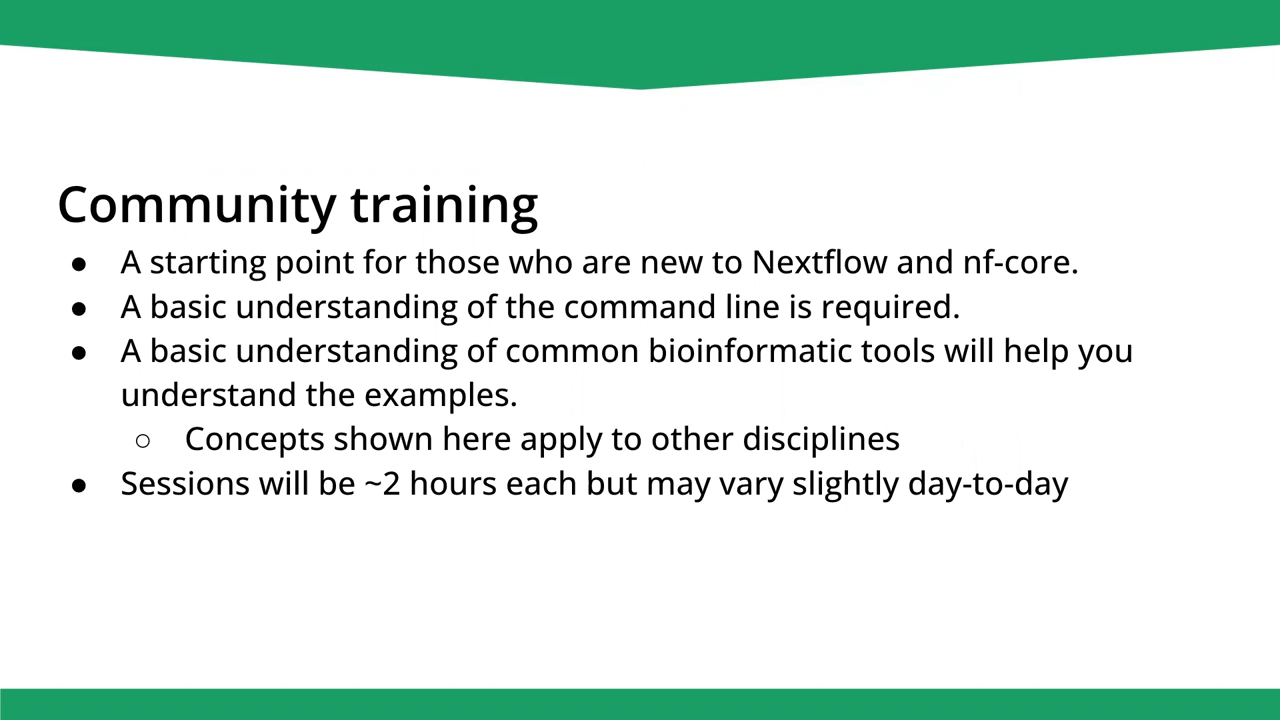 Community training
● A starting point for those who are new to Nextflow and nf-core.
● A basic understanding of the command line is required.
● A basic understanding of common bioinformatic tools will help you
understand the examples.
○ Concepts shown here apply to other disciplines
● Sessions will be ~2 hours each but may vary slightly day-to-day